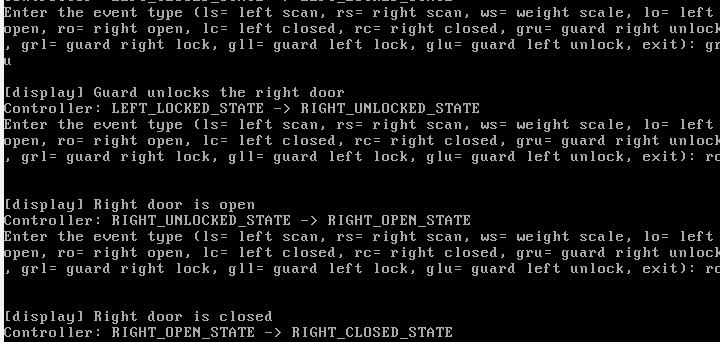 Enter the event type (ls= left scan, rs= right scan, ws= weight scale, lo= left
open, ro= right open, lc= left closed, rc= right closed, gru= guard right unlock
, grl= guard right lock, gll= guard left lock, glu= guard left unlock, exit): gr
u
[display] Guard unlocks the right door
Controller: LEFT_LOCKED_STATE -> RIGHT_UNLOCKED_STATE
Enter the event type (ls= left scan, rs= right scan, ws= weight scale, lo= left
open, ro= right open, lc= left closed, rc= right closed, gru= guard right unlock
, grl= guard right lock, gll= guard left lock, glu= guard left unlock, exit): ro
[display] Right door is open
Controller: RIGHT_UNLOCKED_STATE -> RIGHT_OPEN_STATE
Enter the event type (ls= left scan, rs= right scan, ws= weight scale, lo= left
open, ro= right open, lc= left closed, rc= right closed, gru= guard right unlock
, grl= guard right lock, gll= guard left lock, glu= guard left unlock, exit): rc
[display] Right door is closed
Controller: RIGHT_OPEN_STATE -> RIGHT_CLOSED_STATE